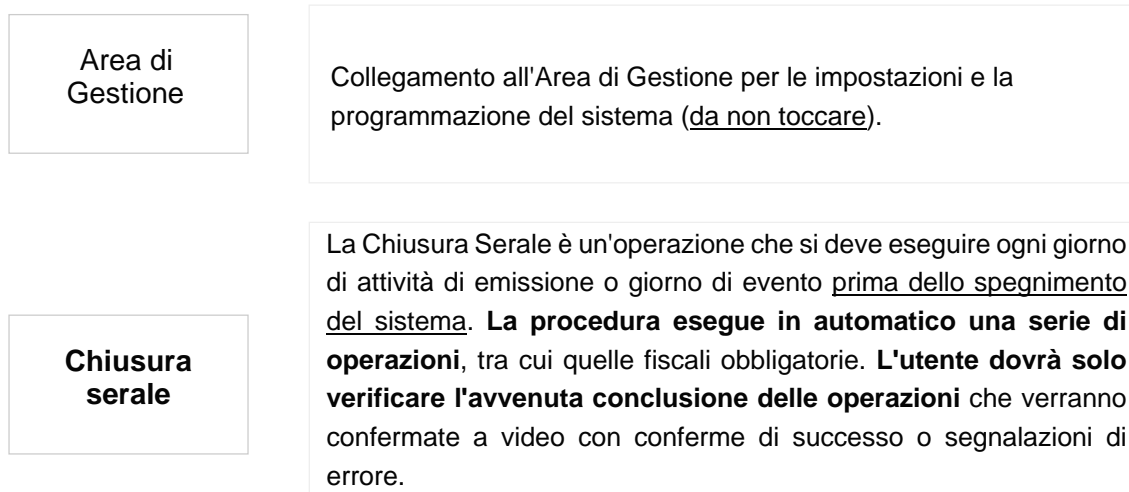 Area di
Gestione
Collegamento all'Area di Gestione per le impostazioni e la
programmazione del sistema (da non toccare).
Chiusura
serale
La Chiusura Serale è un'operazione che si deve eseguire ogni giorno
di attività di emissione o giorno di evento prima dello spegnimento
del sistema. La procedura esegue in automatico una serie di
operazioni, tra cui quelle fiscali obbligatorie. L'utente dovrà solo
verificare l'avvenuta conclusione delle operazioni che verranno
confermate a video con conferme di successo o segnalazioni di
errore.